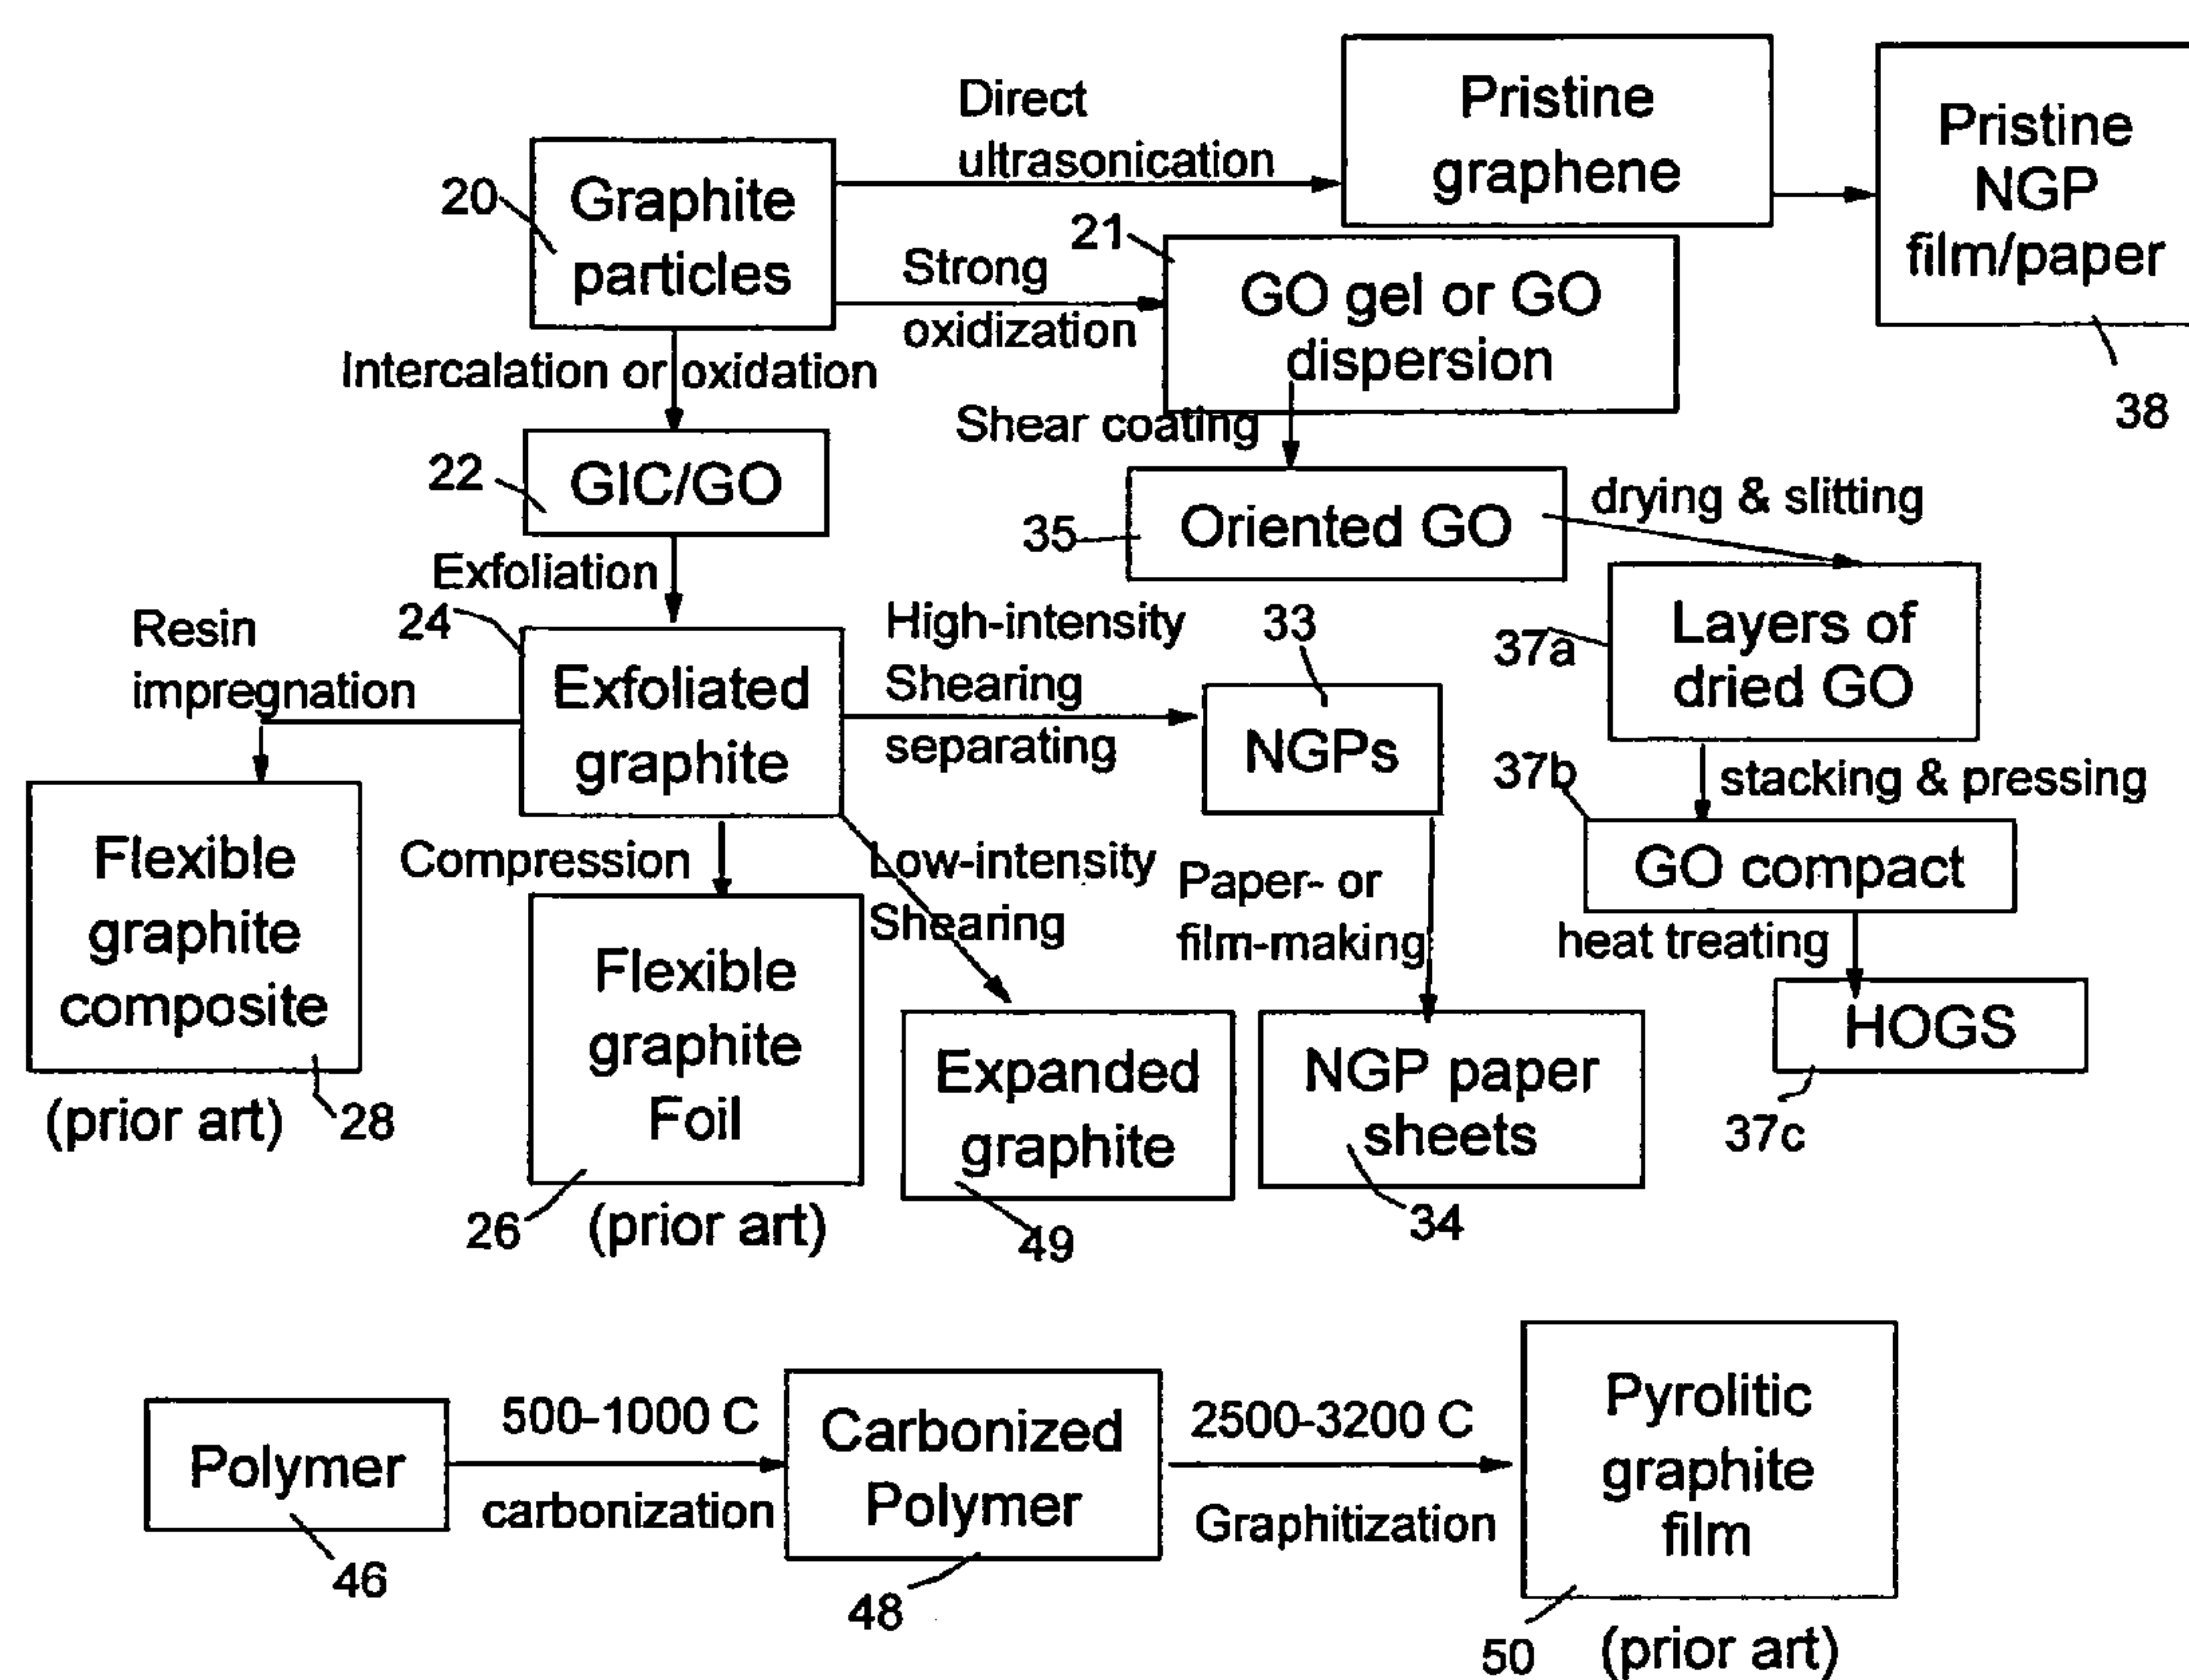 Direct
ultrasonication
Pristine
graphene
Pristine
NGP
film/paper
38
20
Graphite
particles
Strong
oxidization
21
GO gel or GO
dispersion
Intercalation or oxidation
Shear coating
22
GIC/GO
35
Oriented GO
drying & slitting
Exfoliation
37a
Layers of
dried GO
Resin
impregnation
24
Exfoliated
graphite
High-intensity
Shearing
separating
33
NGPs
37b
stacking & pressing
GO compact
Flexible
graphite
composite
(prior art)
28
Compression
Low-intensity
Shearing
Paper- or
film-making
heat treating
HOGS
37c
Flexible
graphite
Foil
26
(prior art)
Expanded
graphite
49
NGP paper
sheets
34
Polymer
46
500-1000 C
carbonization
Carbonized
Polymer
48
2500-3200 C
Graphitization
Pyrolitic
graphite
film
50
(prior art)